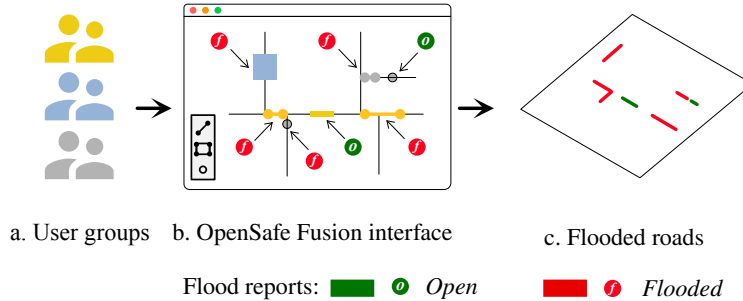 f f o
f f o f
a. User groups b. OpenSafe Fusion interface c. Flooded roads
Flood reports: o Open f Flooded